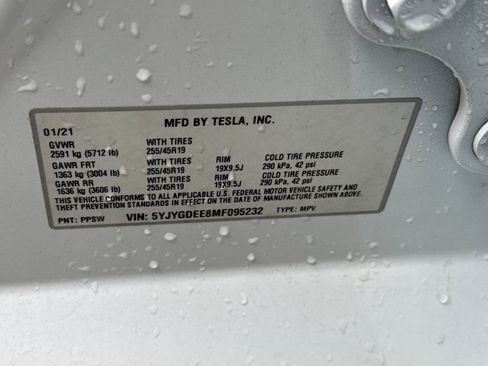 MFD BY TESLA, INC.
01/21
GVWR WITH TIRES
2591 kg (5712 lb) 255/45R19
GAWR FRT WITH TIRES RIM COLD TIRE PRESSURE
1363 kg (3004 lb) 255/45R19 19X9.5J 290 kPa, 42 psi
GAWR RR WITH TIRES RIM COLD TIRE PRESSURE
1636 kg (3606 lb) 255/45R19 19X9.5J 290 kPa, 42 psi
THIS VEHICLE CONFORMS TO ALL APPLICABLE U.S. FEDERAL MOTOR VEHICLE SAFETY AND
THEFT PREVENTION STANDARDS IN EFFECT ON THE DATE OF MANUFACTURE SHOWN ABOVE.
PNT: PPSW VIN: 5YJYGDEE8MF095232 TYPE: MPV